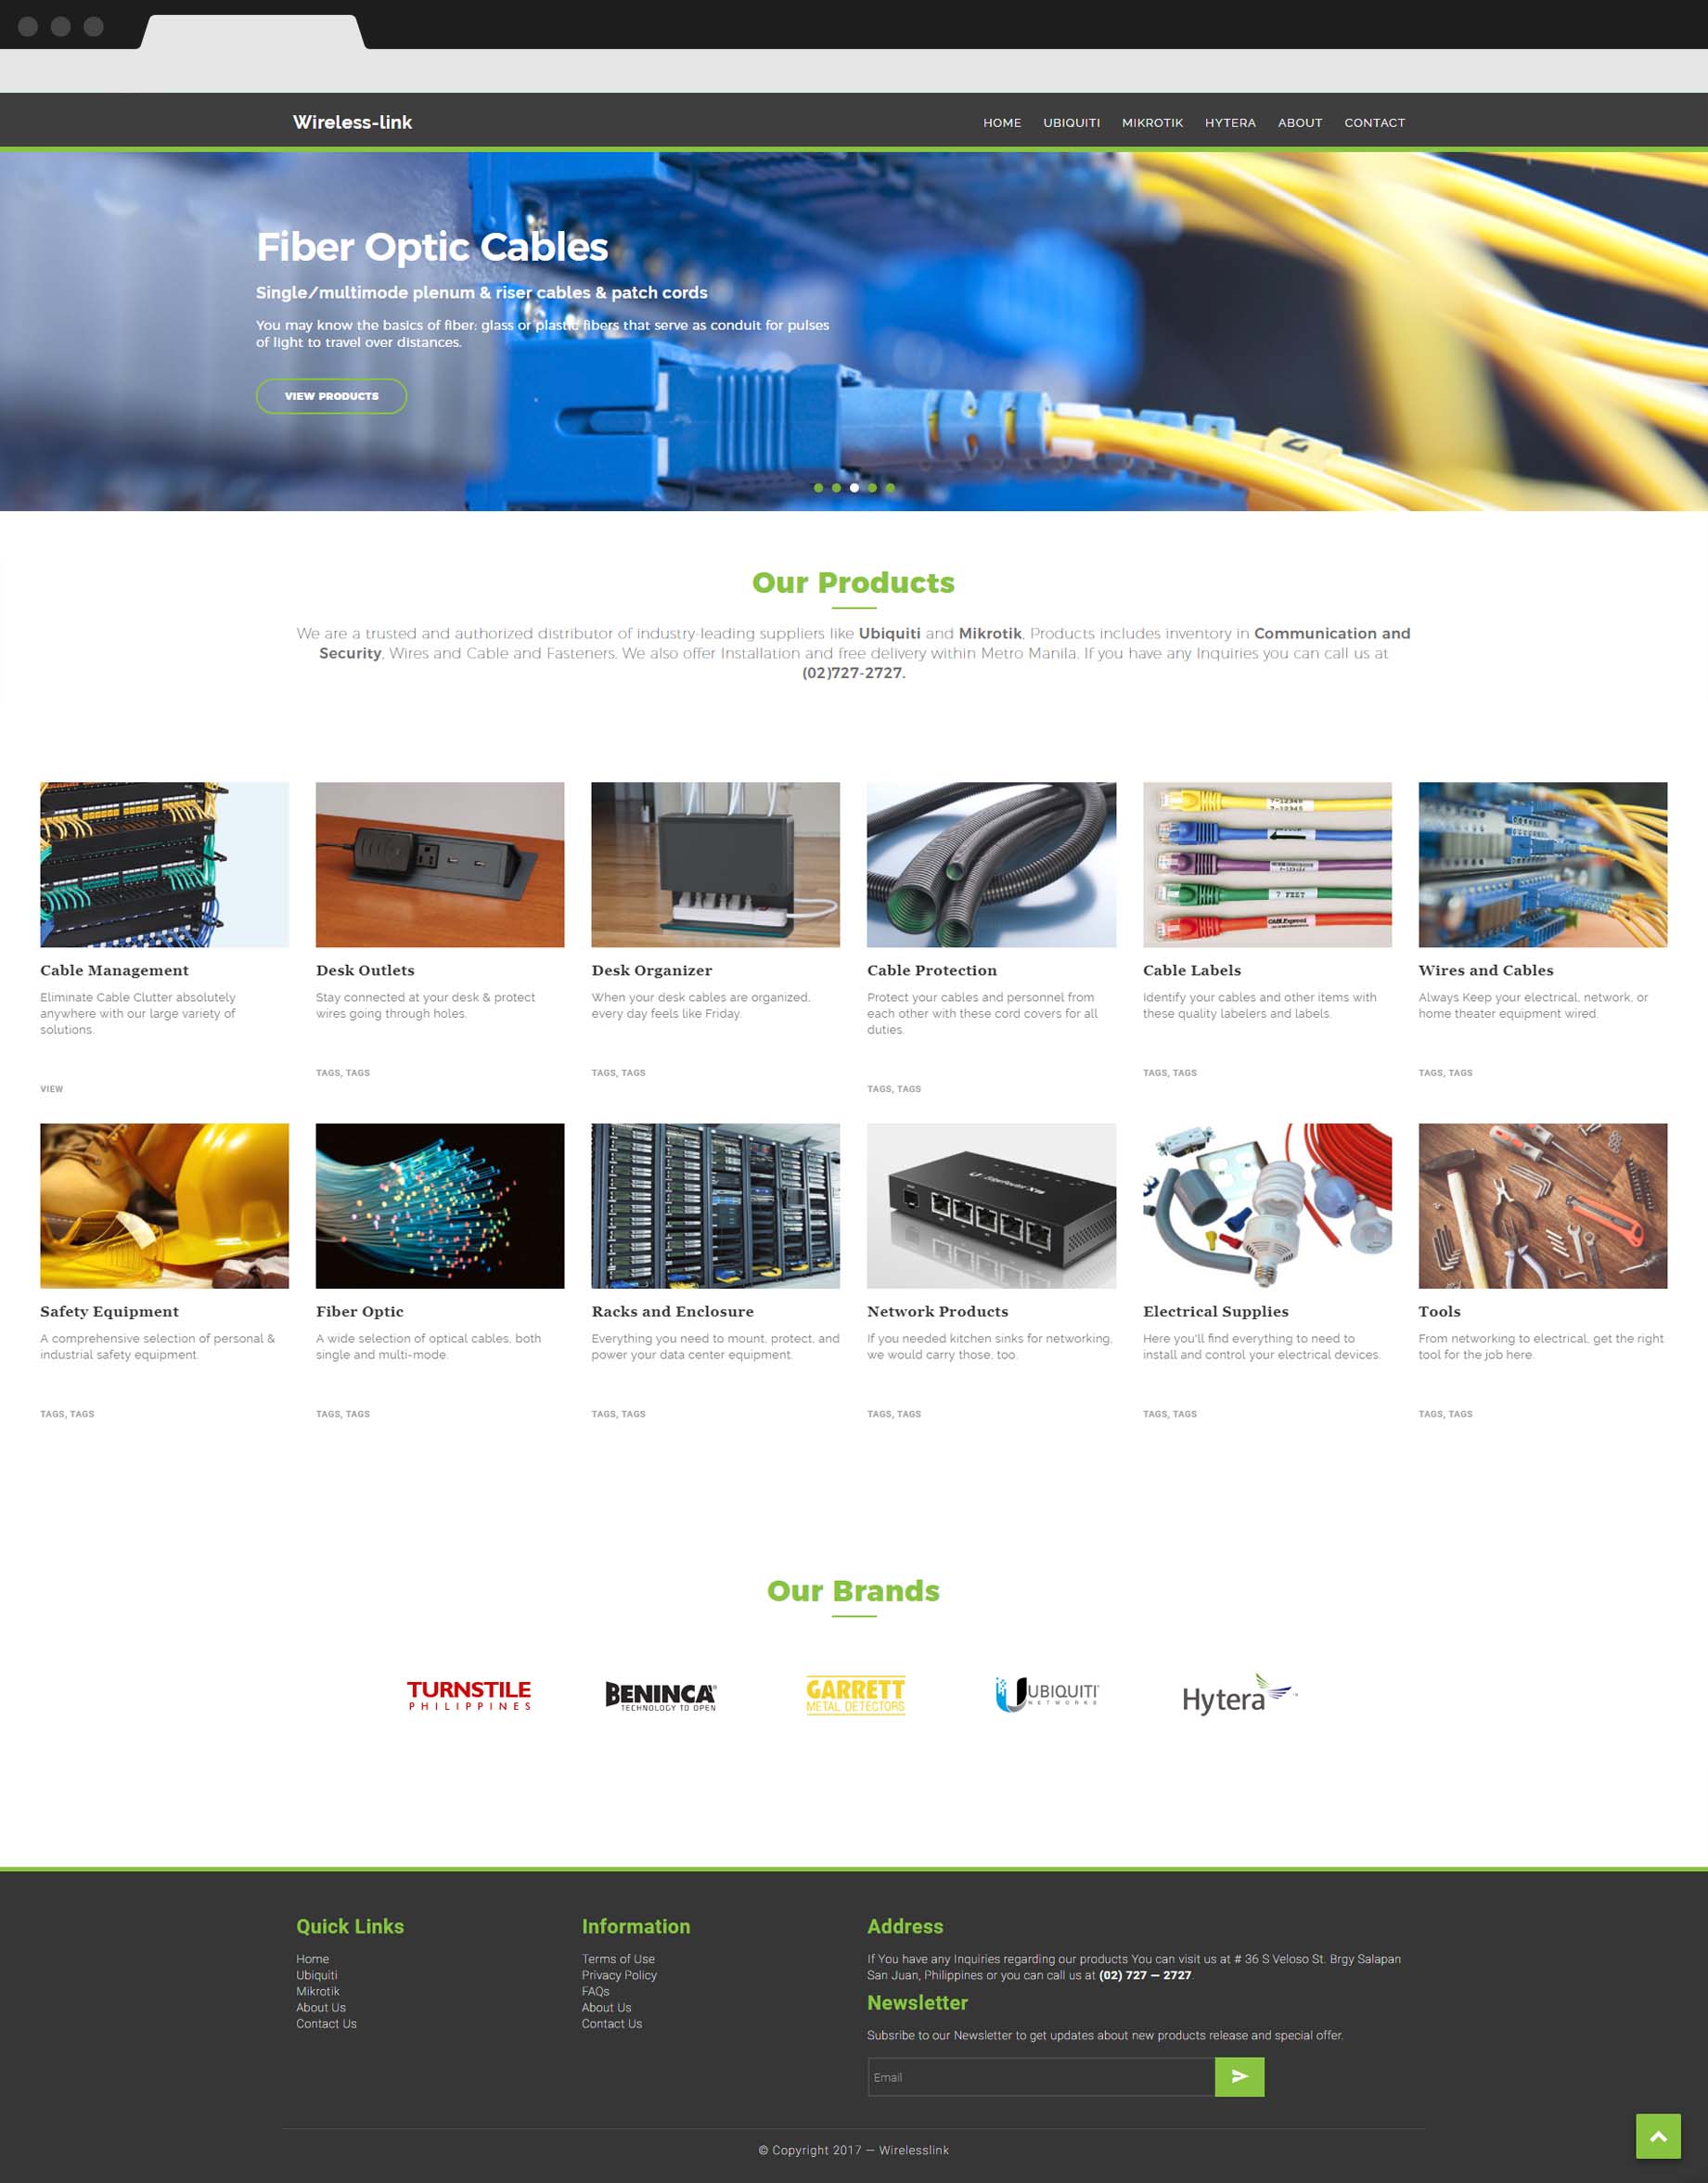 Wireless-link
HOME UBIQUITI MIKROTIK HYTERA ABOUT CONTACT
Fiber Optic Cables
Single/multimode plenum & riser cables & patch cords
You may know the basics of fiber: glass or plastic fibers that serve as conduit for pulses
of light to travel over distances.
VIEW PRODUCTS
Our Products
We are a trusted and authorized distributor of industry-leading suppliers like Ubiquiti and Mikrotik. Products includes inventory in Communication and
Security, Wires and Cable and Fasteners. We also offer Installation and free delivery within Metro Manila. If you have any Inquiries you can call us at
(02)727-2727.
7 FEET
Cable Management
Eliminate Cable Clutter absolutely
anywhere with our large variety of
solutions.
VIEW
Desk Outlets
Stay connected at your desk & protect
wires going through holes.
TAGS, TAGS
Desk Organizer
When your desk cables are organized,
every day feels like Friday.
TAGS, TAGS
Cable Protection
Protect your cables and personnel from
each other with these cord covers for all
duties.
TAGS, TAGS
Cable Labels
Identify your cables and other items with
these quality labelers and labels.
TAGS, TAGS
Wires and Cables
Always Keep your electrical, network, or
home theater equipment wired.
TAGS, TAGS
Safety Equipment
A comprehensive selection of personal &
industrial safety equipment.
TAGS, TAGS
Fiber Optic
A wide selection of optical cables, both
single and multi-mode.
TAGS, TAGS
Racks and Enclosure
Everything you need to mount, protect, and
power your data center equipment.
TAGS, TAGS
Network Products
If you needed kitchen sinks for networking,
we would carry those, too.
TAGS, TAGS
Electrical Supplies
Here you'll find everything to need to
install and control your electrical devices.
TAGS, TAGS
Tools
From networking to electrical, get the right
tool for the job here.
TAGS, TAGS
Our Brands
TURNSTILE
PHILIPPINES
BENINCA®
TECHNOLOGY TO OPEN
GARRETT
METAL DETECTORS
UBIQUITI
NETWORKS
Hytera
Quick Links
Home
Ubiquiti
Mikrotik
About Us
Contact Us
Information
Terms of Use
Privacy Policy
FAQs
About Us
Contact Us
Address
If You have any Inquiries regarding our products You can visit us at # 36 S Veloso St. Brgy Salapan
San Juan, Philippines or you can call us at (02) 727 — 2727.
Newsletter
Subsribe to our Newsletter to get updates about new products release and special offer.
Email
© Copyright 2017 — Wirelesslink